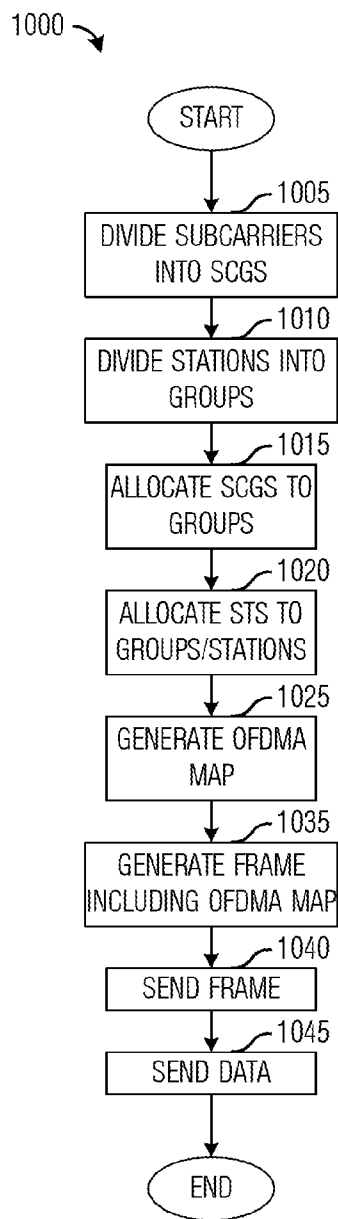 1000
START
1005
DIVIDE SUBCARRIERS
INTO SCGS
1010
DIVIDE STATIONS INTO
GROUPS
1015
ALLOCATE SCGS TO
GROUPS
1020
ALLOCATE STS TO
GROUPS/STATIONS
1025
GENERATE OFDMA
MAP
1035
GENERATE FRAME
INCLUDING OFDMA MAP
1040
SEND FRAME
1045
SEND DATA
END